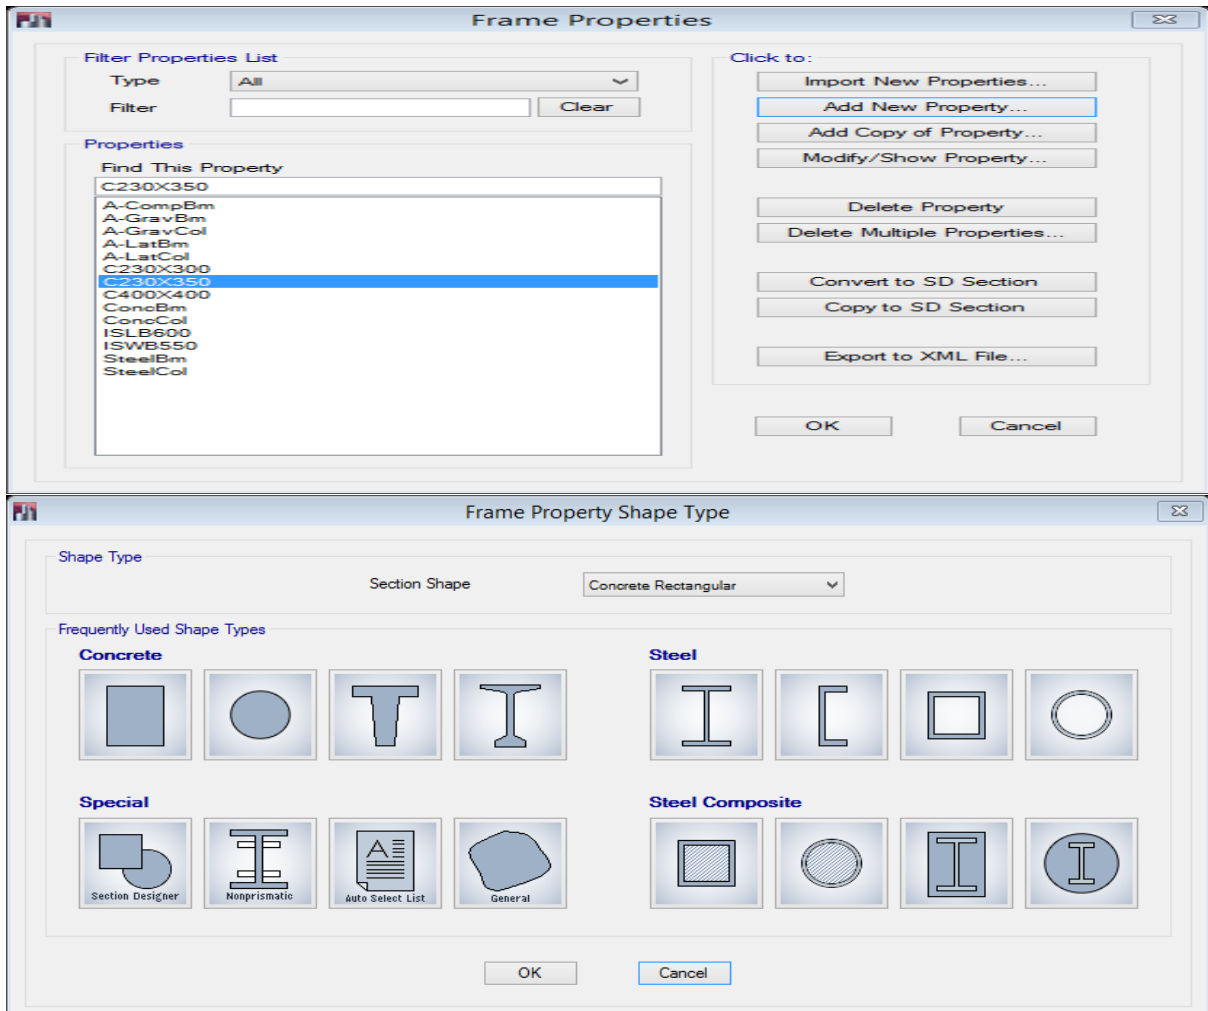 Frame Properties
Filter Properties List
Type
All
Filter
Clear
Properties
Find This Property
C230X350
A-CompBm
A-GravBm
A-GravCol
A-LatBm
A-LatCol
C230X300
C230X350
C400X400
ConcBm
ConcCol
ISLB600
ISWB550
SteelBm
SteelCol
Click to:
Import New Properties...
Add New Property...
Add Copy of Property...
Modify/Show Property...
Delete Property
Delete Multiple Properties...
Convert to SD Section
Copy to SD Section
Export to XML File...
OK
Cancel
Frame Property Shape Type
Shape Type
Section Shape
Concrete Rectangular
Frequently Used Shape Types
Concrete
Steel
Special
Section Designer
Nonprismatic
Auto Select List
General
Steel Composite
OK
Cancel